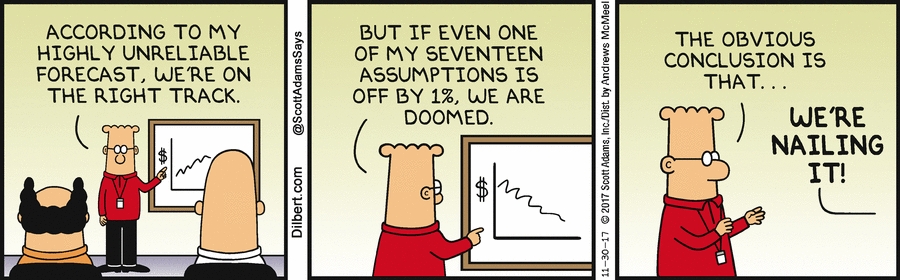 ACCORDING TO MY
HIGHLY UNRELIABLE
FORECAST, WE'RE ON
THE RIGHT TRACK.
$
Dilbert.com
@ScottAdamsSays
BUT IF EVEN ONE
OF MY SEVENTEEN
ASSUMPTIONS IS
OFF BY 1%, WE ARE
DOOMED.
$
11-30-17 © 2017 Scott Adams, Inc./Dist. by Andrews McMeel
THE OBVIOUS
CONCLUSION IS
THAT...
WE'RE
NAILING
IT!